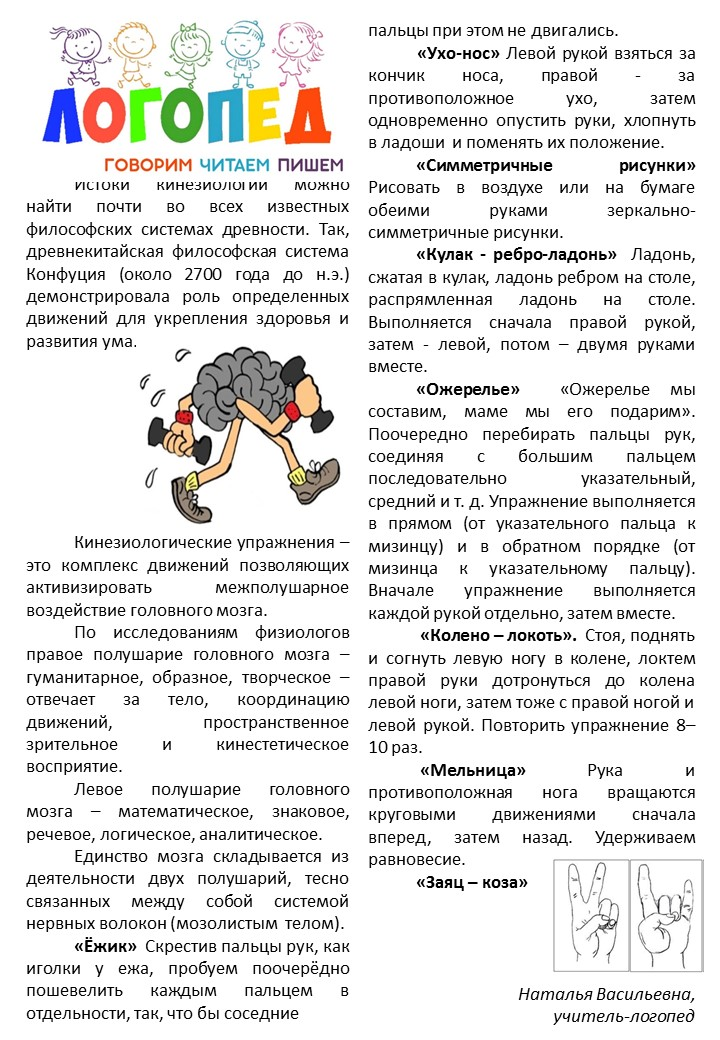 ЛОГОПЕД
ГОВОРИМ ЧИТАЕМ ПИШЕМ
Истоки кинезиологии можно
найти почти во всех известных
философских системах древности. Так,
древнекитайская философская система
Конфуция (около 2700 года до н.э.)
демонстрировала роль определенных
движений для укрепления здоровья и
развития ума.
Кинезиологические упражнения –
это комплекс движений позволяющих
активизировать межполушарное
воздействие головного мозга.
По исследованиям физиологов
правое полушарие головного мозга –
гуманитарное, образное, творческое –
отвечает за тело, координацию
движений, пространственное
зрительное и кинестетическое
восприятие.
Левое полушарие головного
мозга – математическое, знаковое,
речевое, логическое, аналитическое.
Единство мозга складывается из
деятельности двух полушарий, тесно
связанных между собой системой
нервных волокон (мозолистым телом).
«Ёжик» Скрестив пальцы рук, как
иголки у ежа, пробуем поочерёдно
пошевелить каждым пальцем в
отдельности, так, что бы соседние
пальцы при этом не двигались.
«Ухо-нос» Левой рукой взяться за
кончик носа, правой - за
противоположное ухо, затем
одновременно опустить руки, хлопнуть
в ладоши и поменять их положение.
«Симметричные рисунки»
Рисовать в воздухе или на бумаге
обеими руками зеркально-
симметричные рисунки.
«Кулак - ребро-ладонь» Ладонь,
сжатая в кулак, ладонь ребром на столе,
распрямленная ладонь на столе.
Выполняется сначала правой рукой,
затем - левой, потом – двумя руками
вместе.
«Ожерелье» «Ожерелье мы
составим, маме мы его подарим».
Поочередно перебирать пальцы рук,
соединяя с большим пальцем
последовательно указательный,
средний и т. д. Упражнение выполняется
в прямом (от указательного пальца к
мизинцу) и в обратном порядке (от
мизинца к указательному пальцу).
Вначале упражнение выполняется
каждой рукой отдельно, затем вместе.
«Колено – локоть». Стоя, поднять
и согнуть левую ногу в колене, локтем
правой руки дотронуться до колена
левой ноги, затем тоже с правой ногой и
левой рукой. Повторить упражнение 8–
10 раз.
«Мельница» Рука и
противоположная нога вращаются
круговыми движениями сначала
вперед, затем назад. Удерживаем
равновесие.
«Заяц – коза»
Наталья Васильевна,
учитель-логопед